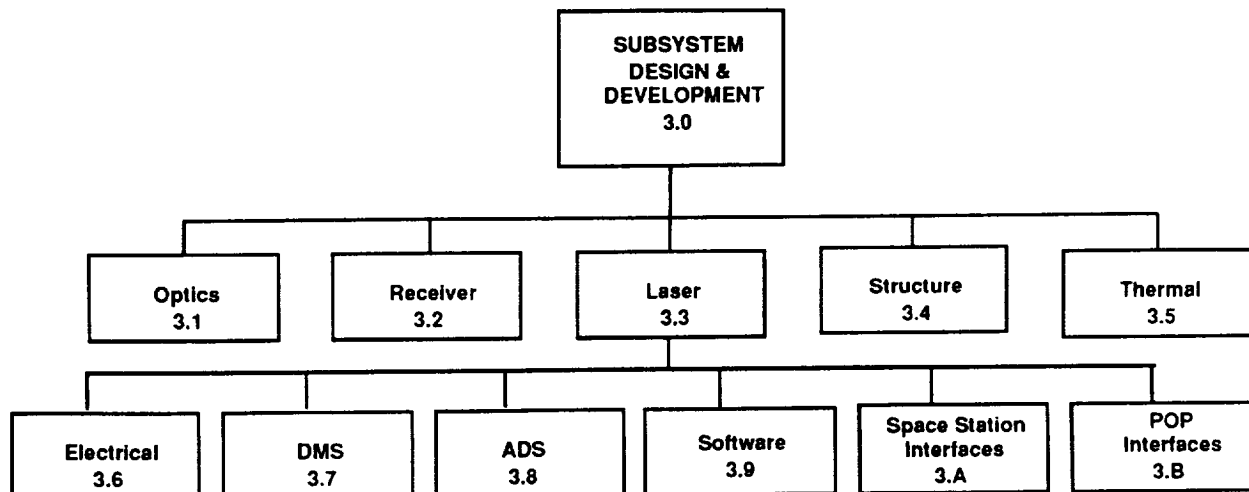 SUBSYSTEM
DESIGN &
DEVELOPMENT
3.0
Optics
3.1
Receiver
3.2
Laser
3.3
Structure
3.4
Thermal
3.5
Electrical
3.6
DMS
3.7
ADS
3.8
Software
3.9
Space Station
Interfaces
3.A
POP
Interfaces
3.B